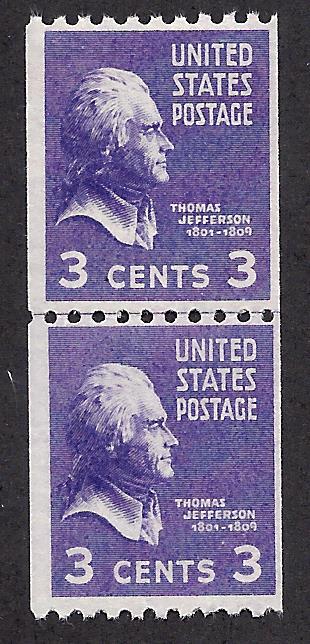 UNITED
STATES
POSTAGE
THOMAS
JEFFERSON
1801-1809
3 CENTS 3
UNITED
STATES
POSTAGE
THOMAS
JEFFERSON
1801-1809
3 CENTS 3